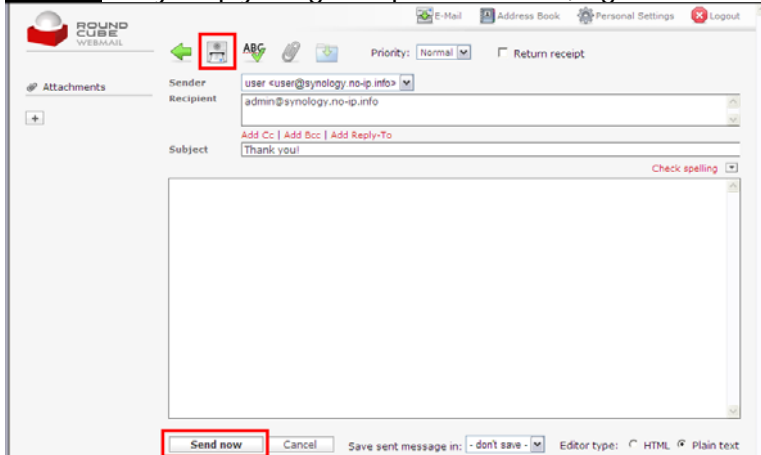 E-Mail Address Book Personal Settings Logout
ROUND
CUBE
WEBMAIL
ABC Priority: Normal Return receipt
Attachments
+
Sender user <user@synology.no-ip.info>
Recipient admin@synology.no-ip.info
Add Cc | Add Bcc | Add Reply-To
Subject Thank you!
Check spelling
Send now Cancel Save sent message in: - don't save - Editor type: HTML Plain text